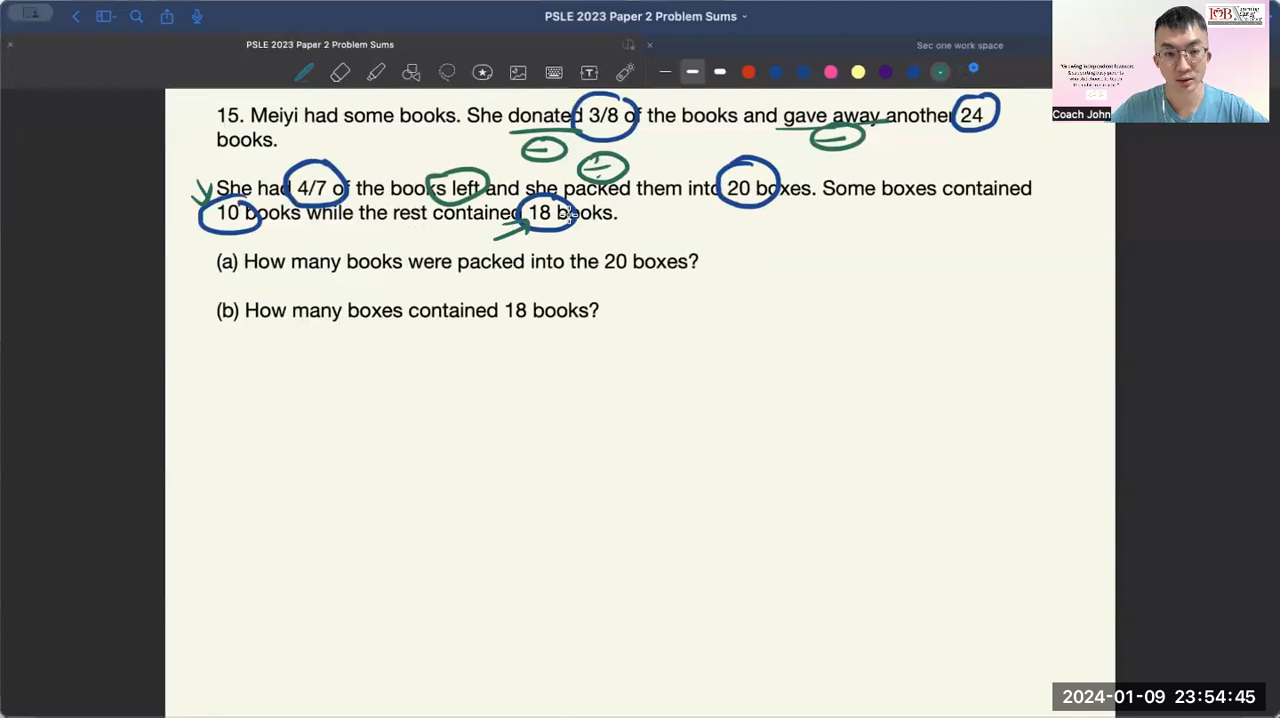 PSLE 2023 Paper 2 Problem Sums
PSLE 2023 Paper 2 Problem Sums
Sec one work space
15. Meiyi had some books. She donated 3/8 of the books and gave away another 24
books.
She had 4/7 of the books left and she packed them into 20 boxes. Some boxes contained
10 books while the rest contained 18 books.
(a) How many books were packed into the 20 boxes?
(b) How many boxes contained 18 books?
Coach John
2024-01-09 23:54:45